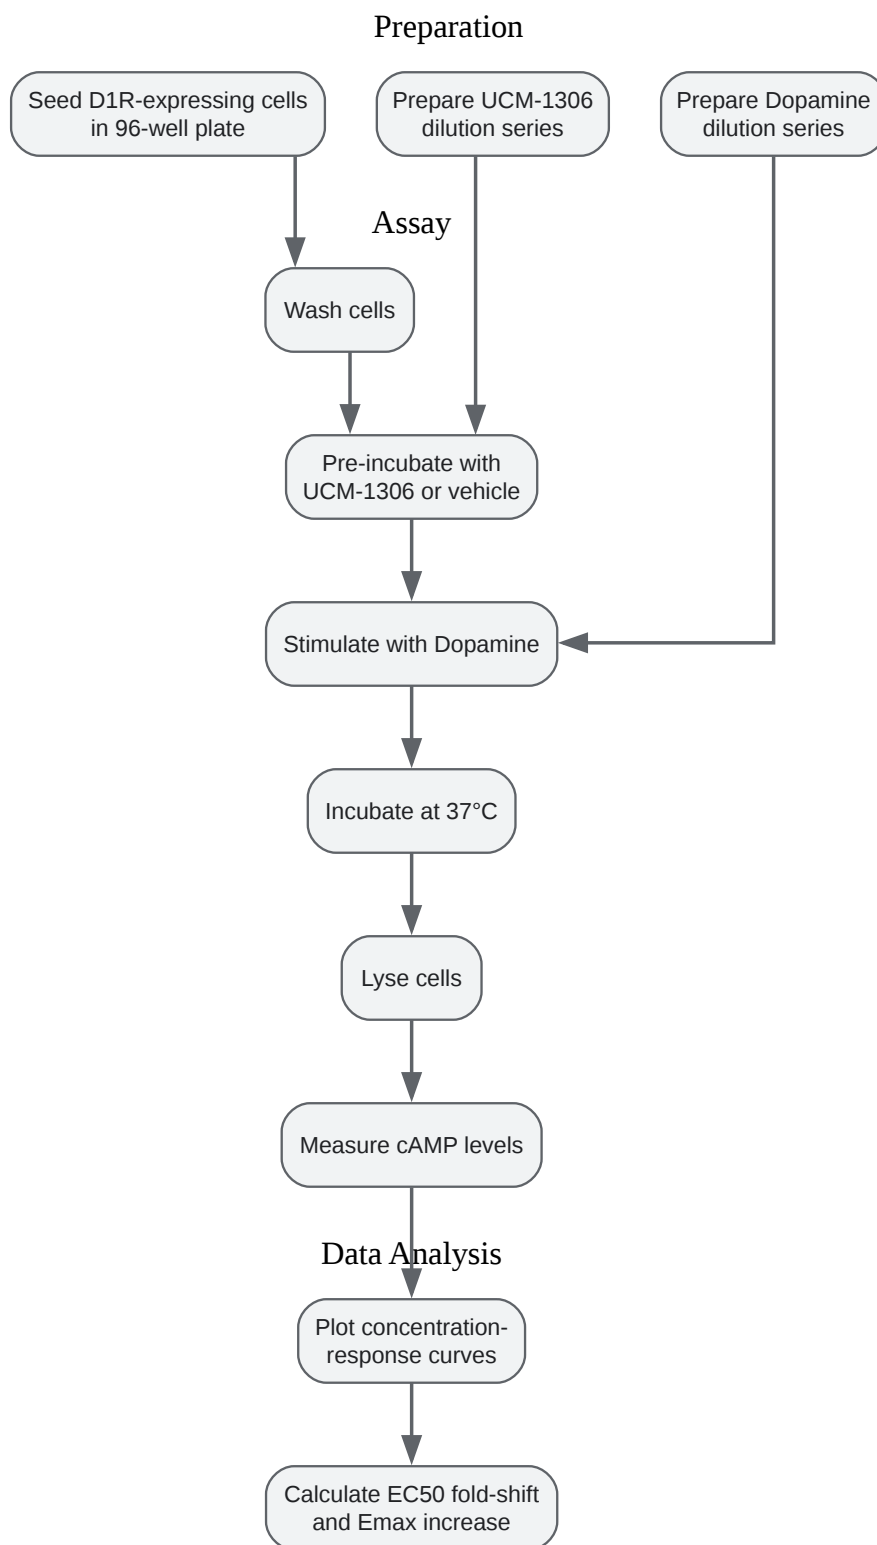 Preparation
Seed D1R-expressing cells
in 96-well plate
Prepare UCM-1306
dilution series
Prepare Dopamine
dilution series
Assay
Wash cells
Pre-incubate with
UCM-1306 or vehicle
Stimulate with Dopamine
Incubate at 37°C
Lyse cells
Measure cAMP levels
Data Analysis
Plot concentration-
response curves
Calculate EC50 fold-shift
and Emax increase